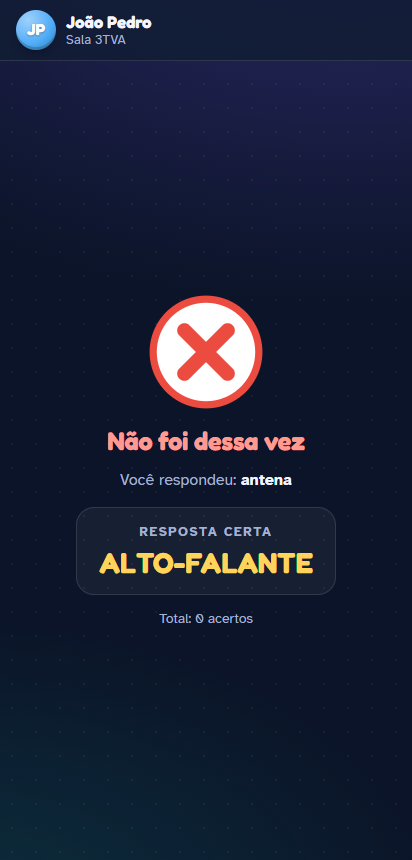 JP
João Pedro
Sala 3TVA
Não foi dessa vez
Você respondeu: antena
RESPOSTA CERTA
ALTO-FALANTE
Total: 0 acertos